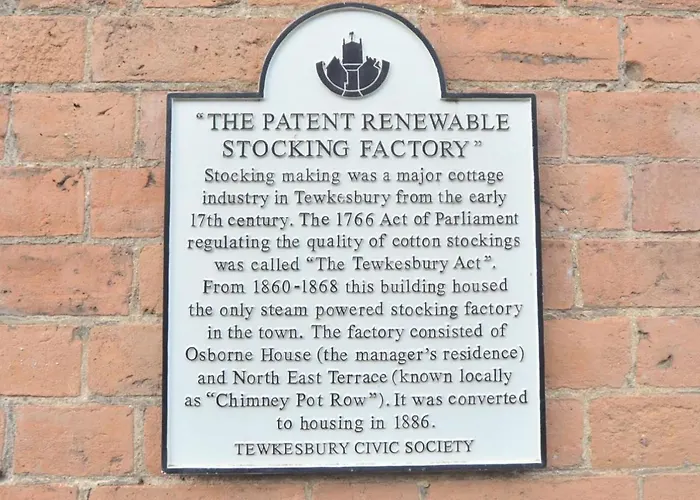 "THE PATENT RENEWABLE
STOCKING FACTORY"
Stocking making was a major cottage
industry in Tewkesbury from the early
17th century. The 1766 Act of Parliament
regulating the quality of cotton stockings
was called "The Tewkesbury Act".
From 1860-1868 this building housed
the only steam powered stocking factory
in the town. The factory consisted of
Osborne House (the manager's residence)
and North East Terrace (known locally
as "Chimney Pot Row"). It was converted
to housing in 1886.
TEWKESBURY CIVIC SOCIETY